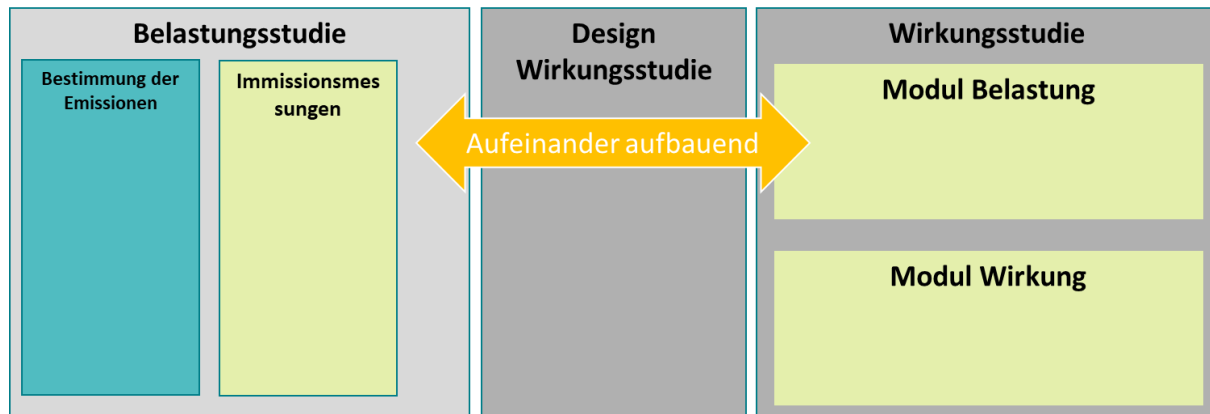 Belastungsstudie
Bestimmung der
Emissionen
Immissionsmes
sungen
Design
Wirkungsstudie
Aufeinander aufbauend
Wirkungsstudie
Modul Belastung
Modul Wirkung